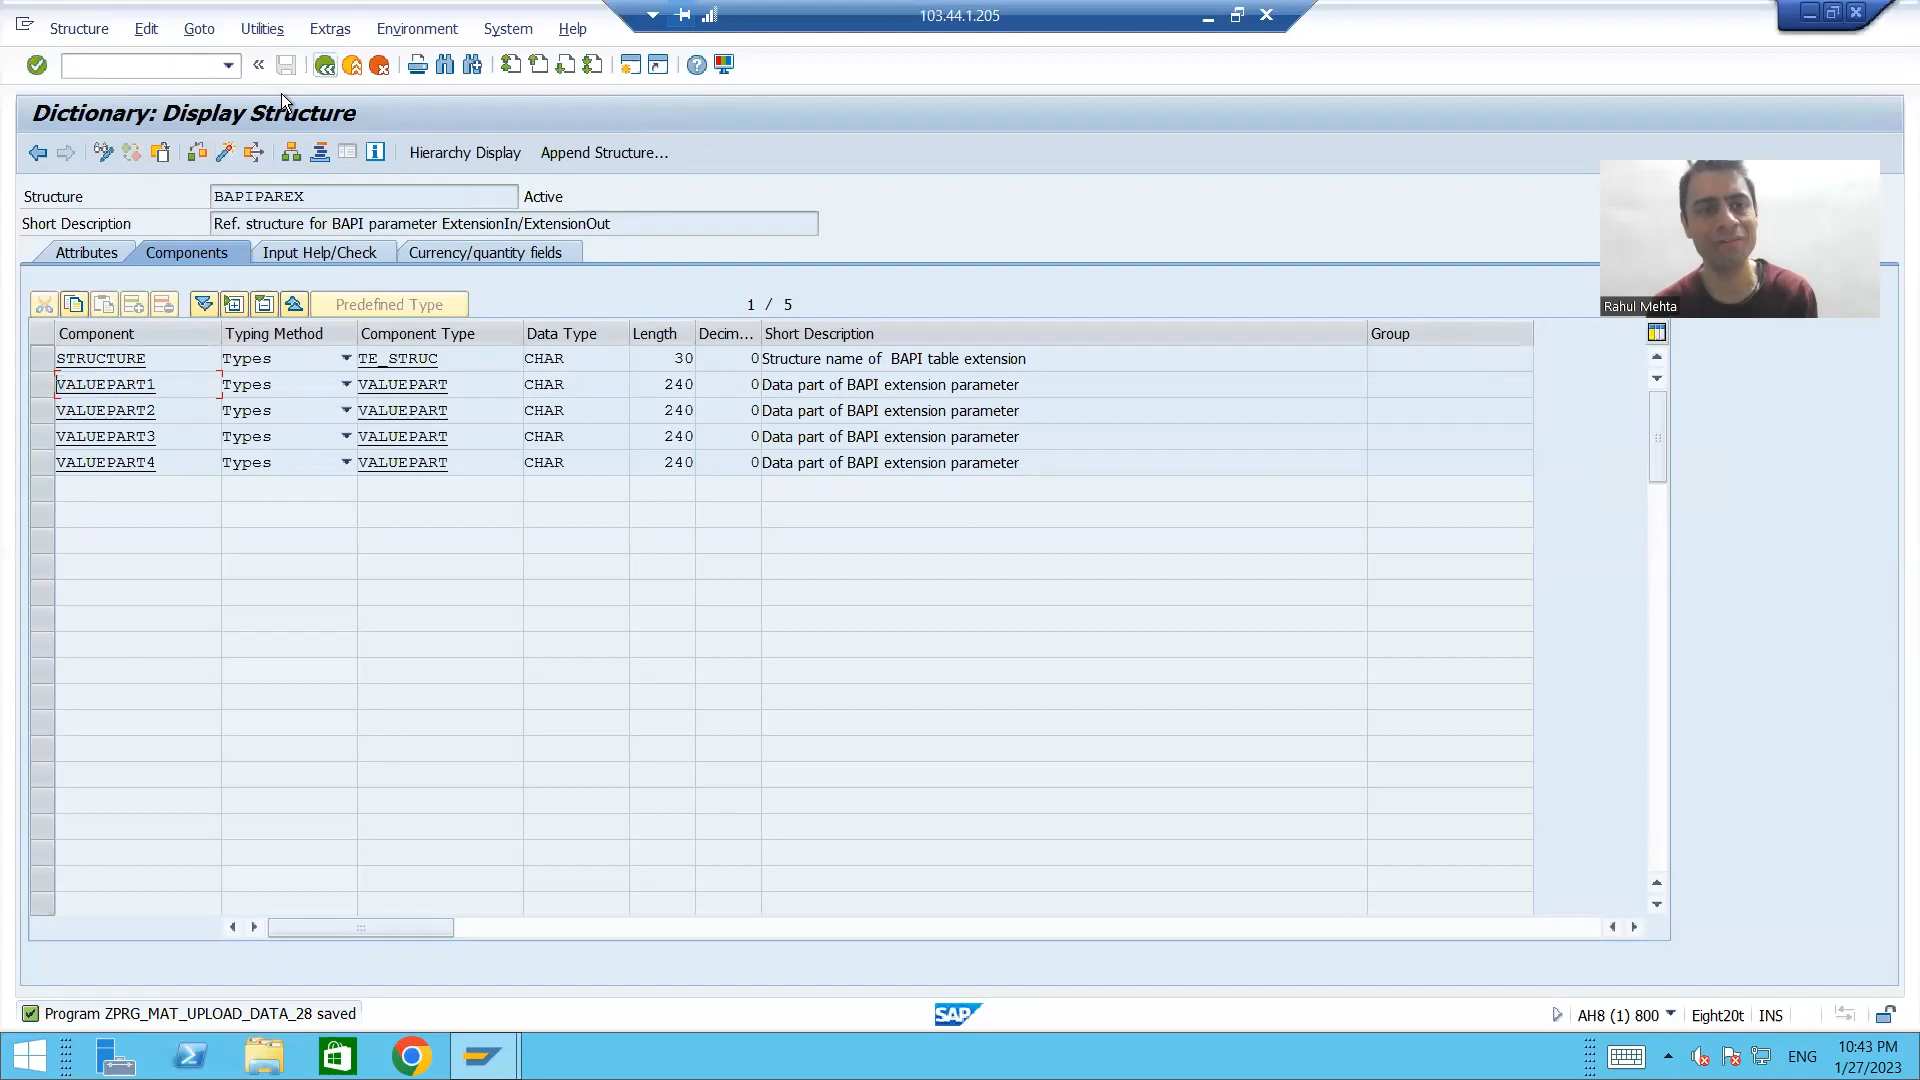 103.44.1.205
Structure Edit Goto Utilities Extras Environment System Help
Dictionary: Display Structure
Hierarchy Display Append Structure...
Structure BAPIPAREX Active
Short Description Ref. structure for BAPI parameter ExtensionIn/ExtensionOut
Attributes Components Input Help/Check Currency/quantity fields
Predefined Type 1 / 5
Rahul Mehta
Component Typing Method Component Type Data Type Length Decim... Short Description Group
STRUCTURE Types TE_STRUC CHAR 30 0 Structure name of BAPI table extension
VALUEPART1 Types VALUEPART CHAR 240 0 Data part of BAPI extension parameter
VALUEPART2 Types VALUEPART CHAR 240 0 Data part of BAPI extension parameter
VALUEPART3 Types VALUEPART CHAR 240 0 Data part of BAPI extension parameter
VALUEPART4 Types VALUEPART CHAR 240 0 Data part of BAPI extension parameter
Program ZPRG_MAT_UPLOAD_DATA_28 saved SAP AH8 (1) 800 Eight20t INS
ENG 10:43 PM
1/27/2023